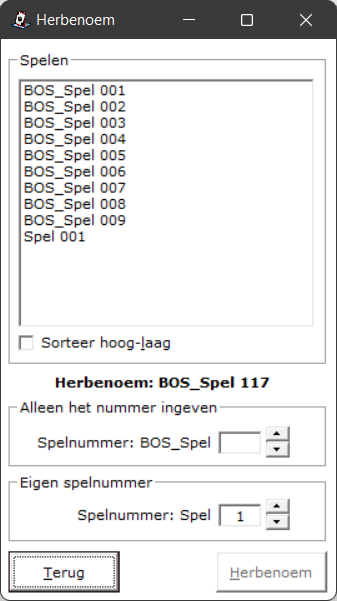 Herbenoem
Spelen
BOS_Spel 001
BOS_Spel 002
BOS_Spel 003
BOS_Spel 004
BOS_Spel 005
BOS_Spel 006
BOS_Spel 007
BOS_Spel 008
BOS_Spel 009
Spel 001
Sorteer hoog-laag
Herbenoem: BOS_Spel 117
Alleen het nummer ingeven
Spelnummer: BOS_Spel
Eigen spelnummer
Spelnummer: Spel 1
Terug Herbenoem